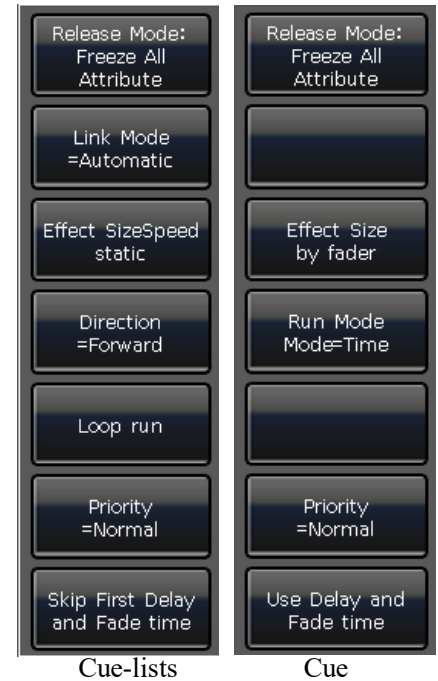 Release Mode:
Freeze All
Attribute
Link Mode
=Automatic
Effect SizeSpeed
static
Direction
=Forward
Loop run
Priority
=Normal
Skip First Delay
and Fade time
Cue-lists
Release Mode:
Freeze All
Attribute
Effect Size
by fader
Run Mode
Mode=Time
Priority
=Normal
Use Delay and
Fade time
Cue